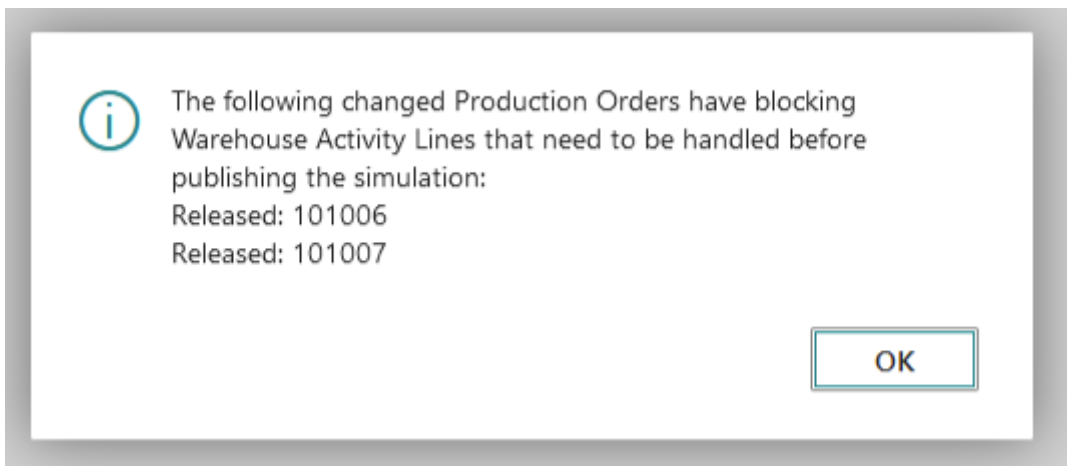 The following changed Production Orders have blocking
Warehouse Activity Lines that need to be handled before
publishing the simulation:
Released: 101006
Released: 101007
OK